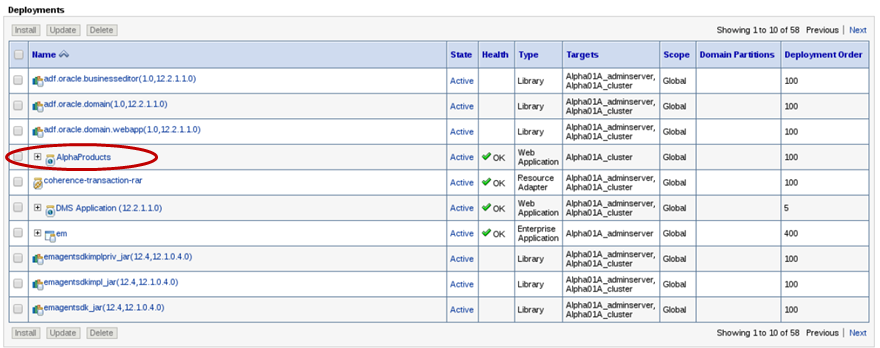 Deployments
Install Update Delete Showing 1 to 10 of 58 Previous | Next
Name State Health Type Targets Scope Domain Partitions Deployment Order
adf.oracle.businesseditor(1.0,12.2.1.1.0) Active Library Alpha01A_adminserver, Alpha01A_cluster Global 100
adf.oracle.domain(1.0,12.2.1.1.0) Active Library Alpha01A_adminserver, Alpha01A_cluster Global 100
adf.oracle.domain.webapp(1.0,12.2.1.1.0) Active Library Alpha01A_adminserver, Alpha01A_cluster Global 100
AlphaProducts Active OK Web Application Alpha01A_cluster Global 100
coherence-transaction-rar Active OK Resource Adapter Alpha01A_adminserver, Alpha01A_cluster Global 100
DMS Application (12.2.1.1.0) Active OK Web Application Alpha01A_adminserver, Alpha01A_cluster Global 5
em Active OK Enterprise Application Alpha01A_adminserver Global 400
emagentsdkimplpriv_jar(12.4,12.1.0.4.0) Active Library Alpha01A_adminserver, Alpha01A_cluster Global 100
emagentsdkimpl_jar(12.4,12.1.0.4.0) Active Library Alpha01A_adminserver, Alpha01A_cluster Global 100
emagentsdk_jar(12.4,12.1.0.4.0) Active Library Alpha01A_adminserver, Alpha01A_cluster Global 100
Install Update Delete Showing 1 to 10 of 58 Previous | Next